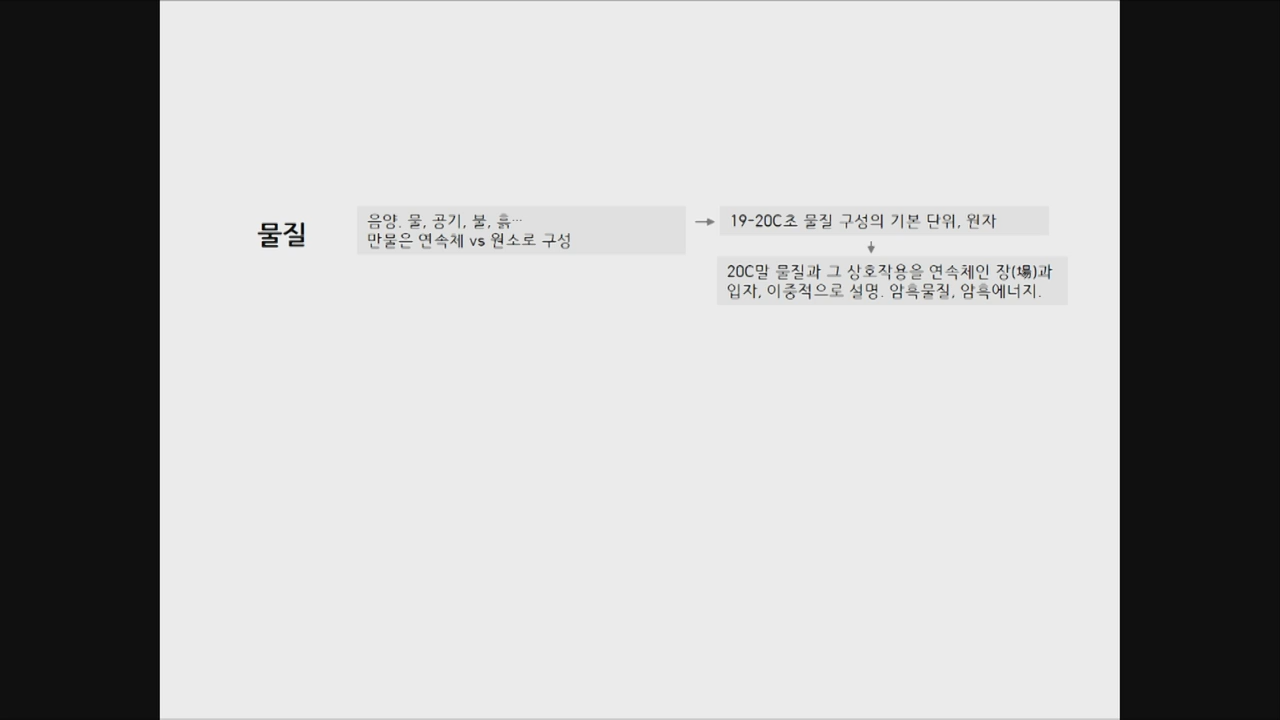 물질
음양. 물, 공기, 불, 흙…
만물은 연속체 vs 원소로 구성
19-20C초 물질 구성의 기본 단위, 원자
20C말 물질과 그 상호작용을 연속체인 장(場)과
입자, 이중적으로 설명. 암흑물질, 암흑에너지.